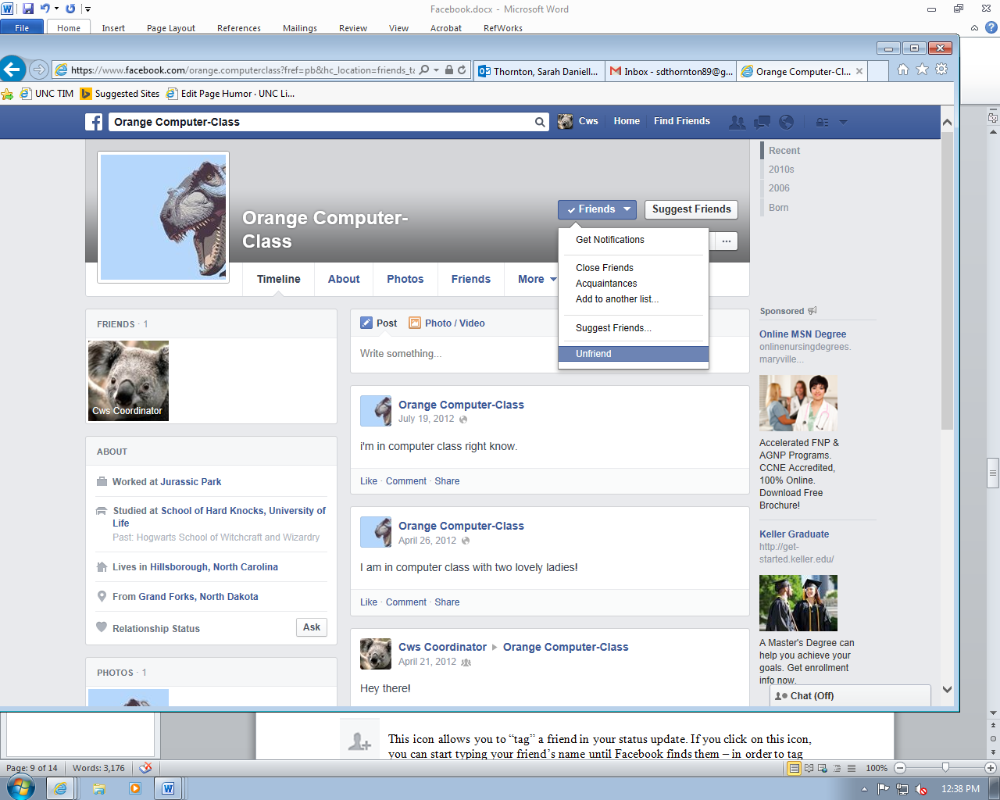 Facebook.docx - Microsoft Word
File Home Insert Page Layout References Mailings Review View Acrobat RefWorks
https://www.facebook.com/orange.computerclass?fref=pb&hc_location=friends_ta
Thornton, Sarah Daniell...
Inbox - sdthornton89@g...
Orange Computer-Cl...
UNC TIM
Suggested Sites
Edit Page Humor · UNC Li...
Orange Computer-Class
Cws Home Find Friends
Orange Computer-
Class
Friends
Suggest Friends
...
Get Notifications
Close Friends
Acquaintances
Add to another list...
Suggest Friends...
Unfriend
Timeline About Photos Friends More
Recent
2010s
2006
Born
FRIENDS · 1
Cws Coordinator
ABOUT
Worked at Jurassic Park
Studied at School of Hard Knocks, University of
Life
Past: Hogwarts School of Witchcraft and Wizardry
Lives in Hillsborough, North Carolina
From Grand Forks, North Dakota
Relationship Status
Ask
PHOTOS · 1
Post Photo / Video
Write something...
Orange Computer-Class
July 19, 2012
i'm in computer class right know.
Like · Comment · Share
Orange Computer-Class
April 26, 2012
I am in computer class with two lovely ladies!
Like · Comment · Share
Cws Coordinator Orange Computer-Class
April 21, 2012
Hey there!
Sponsored
Online MSN Degree
onlinenursingdegrees.
maryville...
Accelerated FNP &
AGNP Programs.
CCNE Accredited,
100% Online.
Download Free
Brochure!
Keller Graduate
http://get-
started.keller.edu/
A Master's Degree can
help you achieve your
goals. Get enrollment
info now.
Chat (Off)
This icon allows you to “tag” a friend in your status update. If you click on this icon,
you can start typing your friend’s name until Facebook finds them – in order to tag
Page: 9 of 14 Words: 3,176
100%
12:38 PM